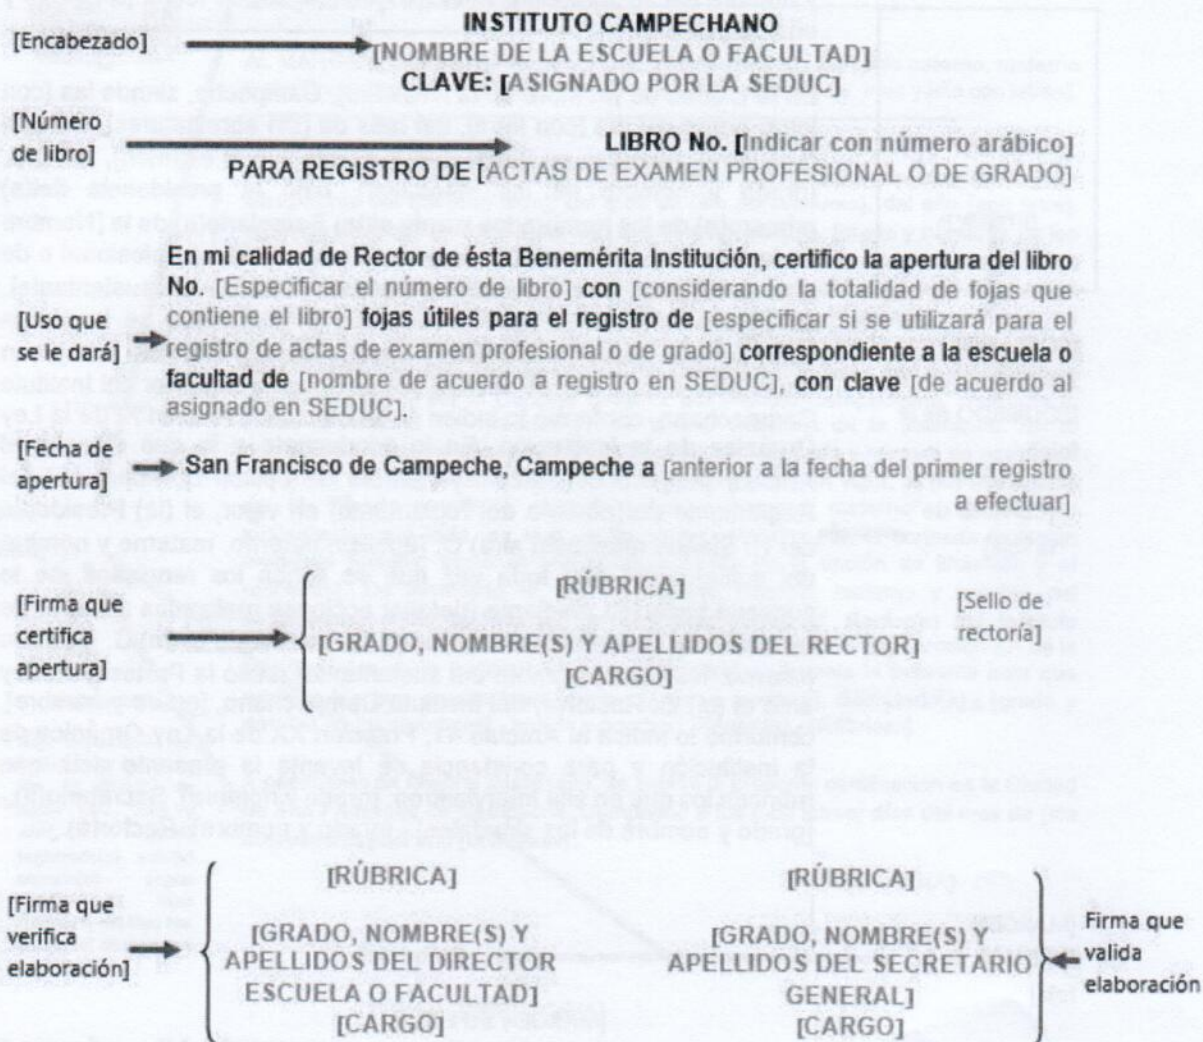 INSTITUTO CAMPECHANO
[Encabezado]
[NOMBRE DE LA ESCUELA O FACULTAD]
CLAVE: [ASIGNADO POR LA SEDUC]
[Número
de libro]
LIBRO No. [Indicar con número arábico]
PARA REGISTRO DE [ACTAS DE EXAMEN PROFESIONAL O DE GRADO]
En mi calidad de Rector de ésta Benemérita Institución, certifico la apertura del libro
No. [Especificar el número de libro] con [considerando la totalidad de fojas que
contiene el libro] fojas útiles para el registro de [especificar si se utilizará para el
registro de actas de examen profesional o de grado] correspondiente a la escuela o
facultad de [nombre de acuerdo a registro en SEDUC], con clave [de acuerdo al
asignado en SEDUC].
[Uso que
se le dará]
[Fecha de
apertura]
San Francisco de Campeche, Campeche a [anterior a la fecha del primer registro
a efectuar]
[Firma que
certifica
apertura]
[RÚBRICA]
[GRADO, NOMBRE(S) Y APELLIDOS DEL RECTOR]
[CARGO]
[Sello de
rectoría]
[Firma que
verifica
elaboración]
[RÚBRICA]
[GRADO, NOMBRE(S) Y
APELLIDOS DEL DIRECTOR
ESCUELA O FACULTAD]
[CARGO]
[RÚBRICA]
[GRADO, NOMBRE(S) Y
APELLIDOS DEL SECRETARIO
GENERAL]
[CARGO]
Firma que
valida
elaboración